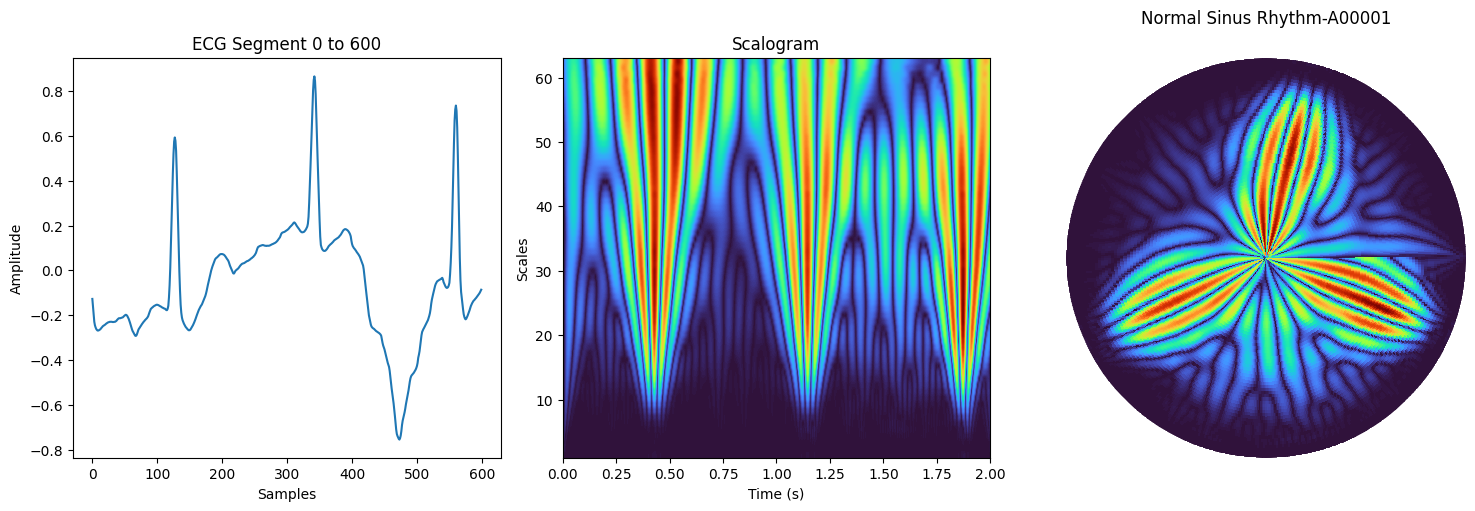 Normal Sinus Rhythm-A00001
ECG Segment 0 to 600
Scalogram
Amplitude
0.8
0.6
0.4
0.2
0.0
−0.2
−0.4
−0.6
−0.8
0 100 200 300 400 500 600
Samples
Scales
60
50
40
30
20
10
0.00 0.25 0.50 0.75 1.00 1.25 1.50 1.75 2.00
Time (s)